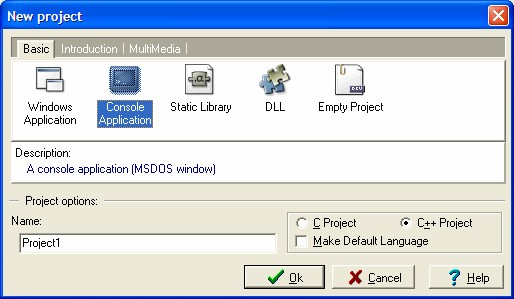 New project
Basic Introduction MultiMedia
Windows Application Console Application Static Library DLL Empty Project
DEV
Description:
A console application (MSDOS window)
Project options:
Name:
Project1
C Project C++ Project
Make Default Language
Ok Cancel Help